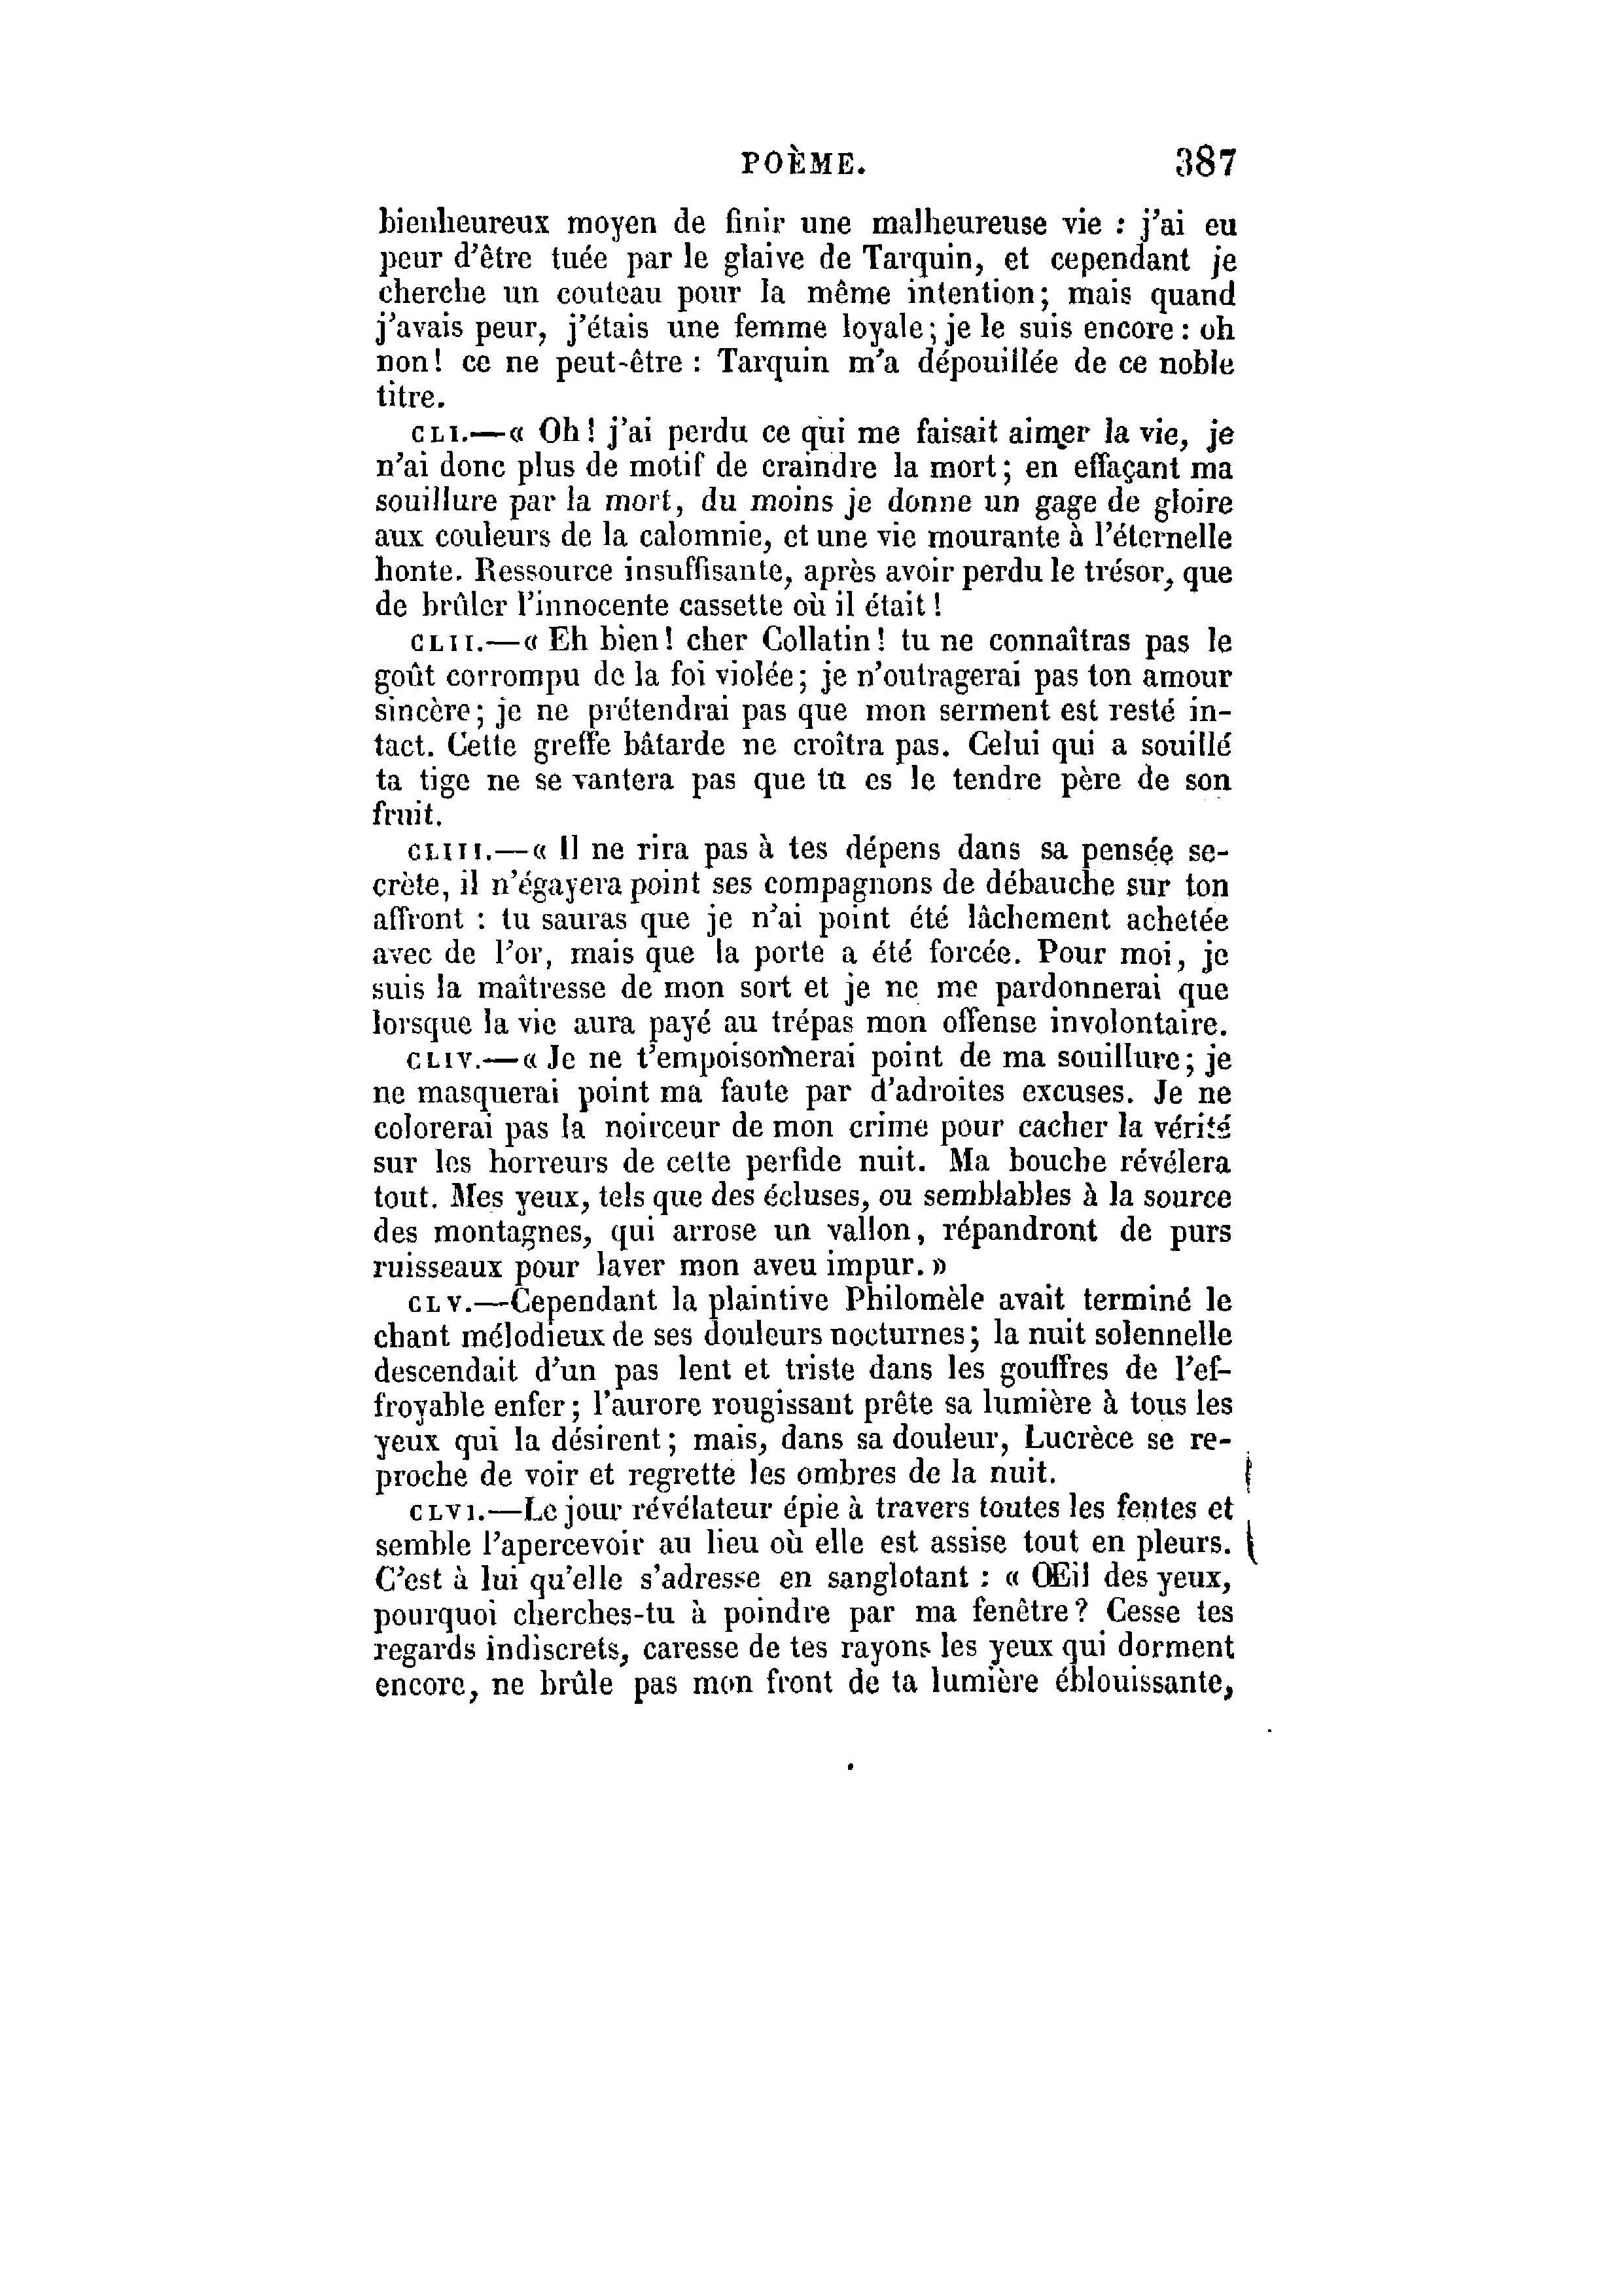 POÈME. 387
bienheureux moyen de finir une malheureuse vie : j'ai eu
peur d'être tuée par le glaive de Tarquin, et cependant je
cherche un couteau pour la même intention; mais quand
j'avais peur, j'étais une femme loyale; je le suis encore : oh
non! ce ne peut-être : Tarquin m'a dépouillée de ce noble
titre.
CLI.—« Oh! j'ai perdu ce qui me faisait aimer la vie, je
n'ai donc plus de motif de craindre la mort; en effaçant ma
souillure par la mort, du moins je donne un gage de gloire
aux couleurs de la calomnie, et une vie mourante à l'éternelle
honte. Ressource insuffisante, après avoir perdu le trésor, que
de brûler l'innocente cassette où il était!
CLII.—« Eh bien! cher Collatin! tu ne connaîtras pas le
goût corrompu de la foi violée; je n'outragerai pas ton amour
sincère; je ne prétendrai pas que mon serment est resté in-
tact. Cette greffe bâtarde ne croîtra pas. Celui qui a souillé
ta tige ne se vantera pas que tu es le tendre père de son
fruit.
CLIII.—« Il ne rira pas à tes dépens dans sa pensée se-
crète, il n'égayera point ses compagnons de débauche sur ton
affront : tu sauras que je n'ai point été lâchement achetée
avec de l'or, mais que la porte a été forcée. Pour moi, je
suis la maîtresse de mon sort et je ne me pardonnerai que
lorsque la vie aura payé au trépas mon offense involontaire.
CLIV.—« Je ne t'empoisonnerai point de ma souillure; je
ne masquerai point ma faute par d'adroites excuses. Je ne
colorerai pas la noirceur de mon crime pour cacher la vérité
sur les horreurs de cette perfide nuit. Ma bouche révélera
tout. Mes yeux, tels que des écluses, ou semblables à la source
des montagnes, qui arrose un vallon, répandront de purs
ruisseaux pour laver mon aveu impur. »
CLV.—Cependant la plaintive Philomèle avait terminé le
chant mélodieux de ses douleurs nocturnes; la nuit solennelle
descendait d'un pas lent et triste dans les gouffres de l'ef-
froyable enfer; l'aurore rougissant prête sa lumière à tous les
yeux qui la désirent; mais, dans sa douleur, Lucrèce se re-
proche de voir et regrette les ombres de la nuit.
CLVI.—Le jour révélateur épie à travers toutes les fentes et
semble l'apercevoir au lieu où elle est assise tout en pleurs.
C'est à lui qu'elle s'adresse en sanglotant : « Œil des yeux,
pourquoi cherches-tu à poindre par ma fenêtre? Cesse tes
regards indiscrets, caresse de tes rayons les yeux qui dorment
encore, ne brûle pas mon front de ta lumière éblouissante,